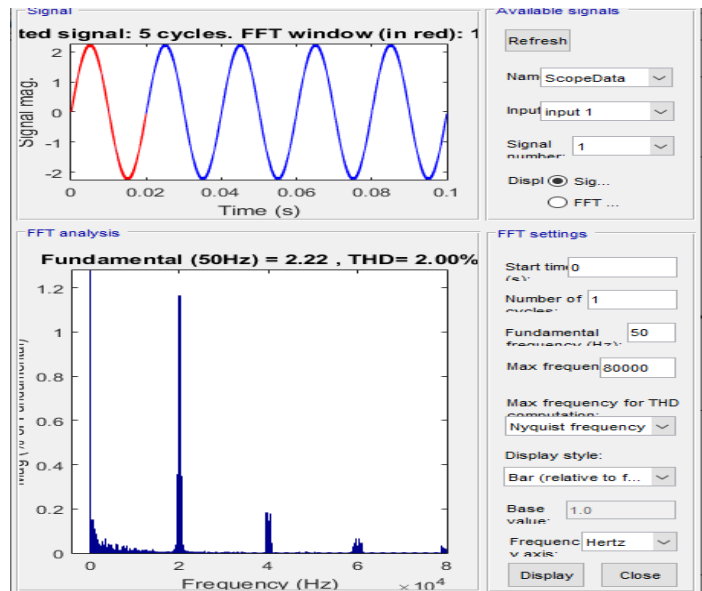 Signal
ted signal: 5 cycles. FFT window (in red): 1
2
1
0
-1
-2
Signal mag.
0 0.02 0.04 0.06 0.08 0.1
Time (s)
Available signals
Refresh
Nam ScopeData
Input input 1
Signal 1
number:
Displ Sig...
FFT ...
FFT analysis
Fundamental (50Hz) = 2.22 , THD= 2.00%
1.2
1
0.8
0.6
0.4
0.2
0
Mag (% of Fundamental)
0 2 4 6 8
Frequency (Hz) × 10^4
FFT settings
Start tim 0
(s):
Number of 1
cycles:
Fundamental 50
frequency (Hz):
Max frequen 80000
Max frequency for THD
computation:
Nyquist frequency
Display style:
Bar (relative to f...
Base 1.0
value:
Frequenc Hertz
y axis:
Display Close